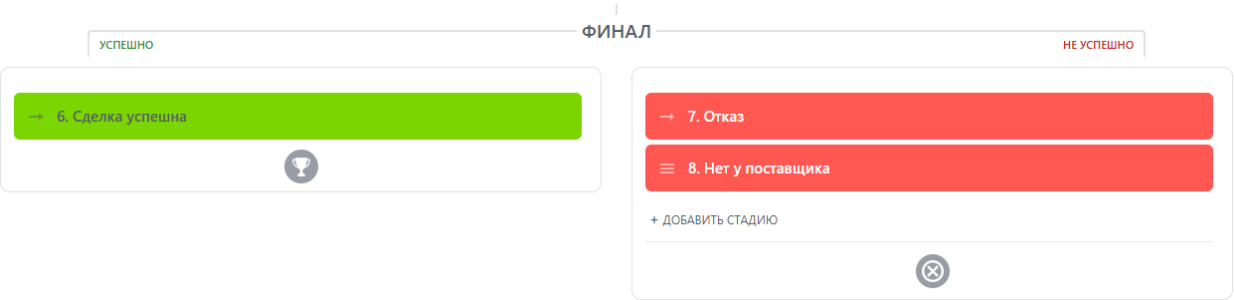 ФИНАЛ
УСПЕШНО
НЕ УСПЕШНО
6. Сделка успешна
7. Отказ
8. Нет у поставщика
+ ДОБАВИТЬ СТАДИЮ